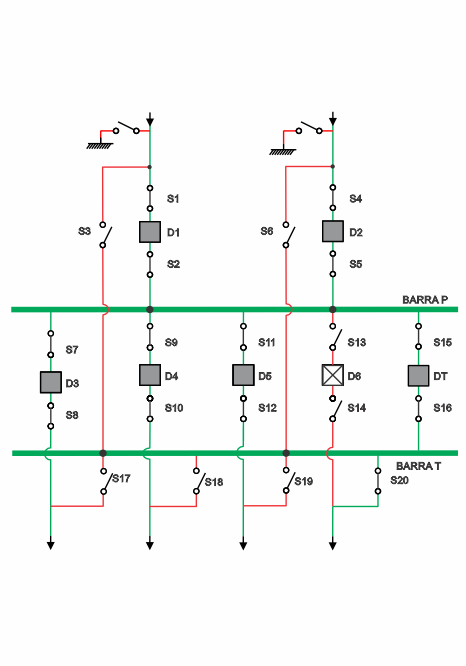 S1 S4
S3 D1 S6 D2
S2 S5
BARRA P
S7 S9 S11 S13 S15
D3 D4 D5 D6 DT
S8 S10 S12 S14 S16
BARRA T
S17 S18 S19 S20